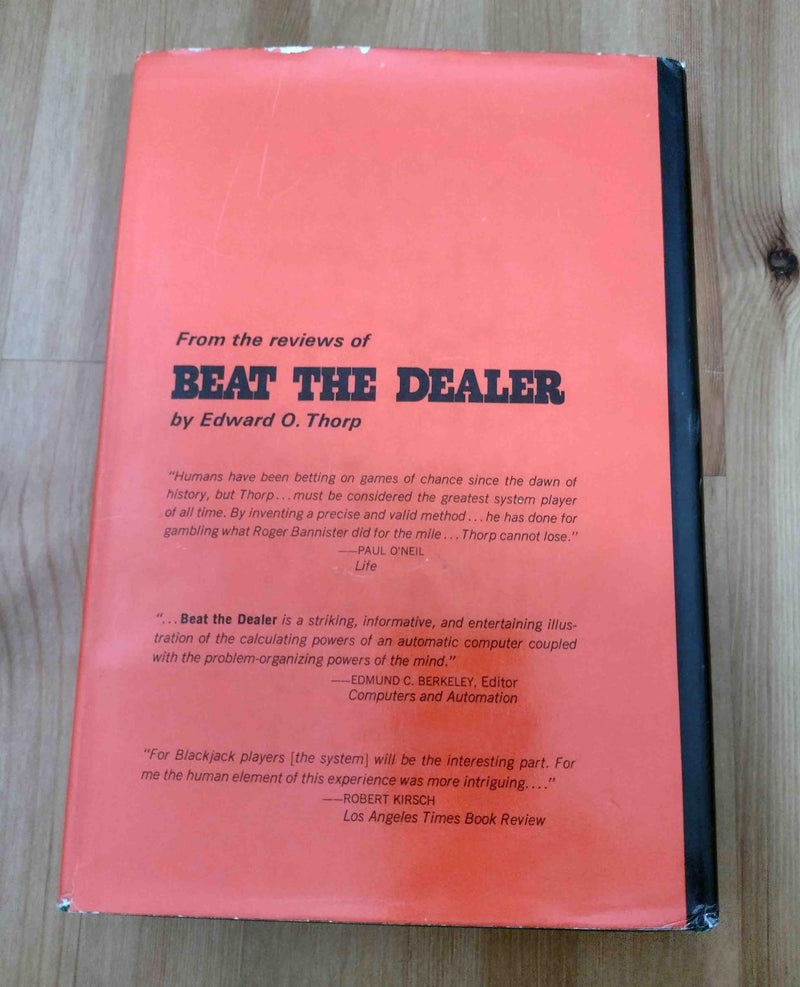 From the reviews of
BEAT THE DEALER
by Edward O. Thorp
“Humans have been betting on games of chance since the dawn of
history, but Thorp...must be considered the greatest system player
of all time. By inventing a precise and valid method...he has done for
gambling what Roger Bannister did for the mile...Thorp cannot lose.”
—PAUL O'NEIL
Life
“...Beat the Dealer is a striking, informative, and entertaining illus-
tration of the calculating powers of an automatic computer coupled
with the problem-organizing powers of the mind.”
—EDMUND C. BERKELEY, Editor
Computers and Automation
“For Blackjack players [the system] will be the interesting part. For
me the human element of this experience was more intriguing....”
—ROBERT KIRSCH
Los Angeles Times Book Review